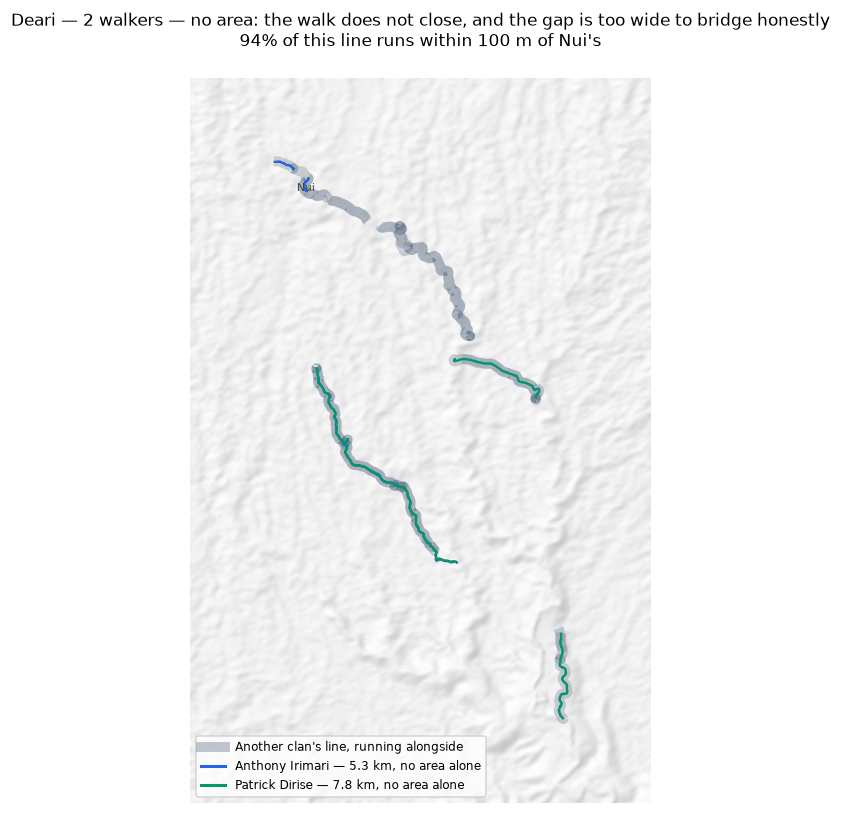 Deari — 2 walkers — no area: the walk does not close, and the gap is too wide to bridge honestly
94% of this line runs within 100 m of Nui's
Nui
Another clan's line, running alongside
Anthony Irimari — 5.3 km, no area alone
Patrick Dirise — 7.8 km, no area alone